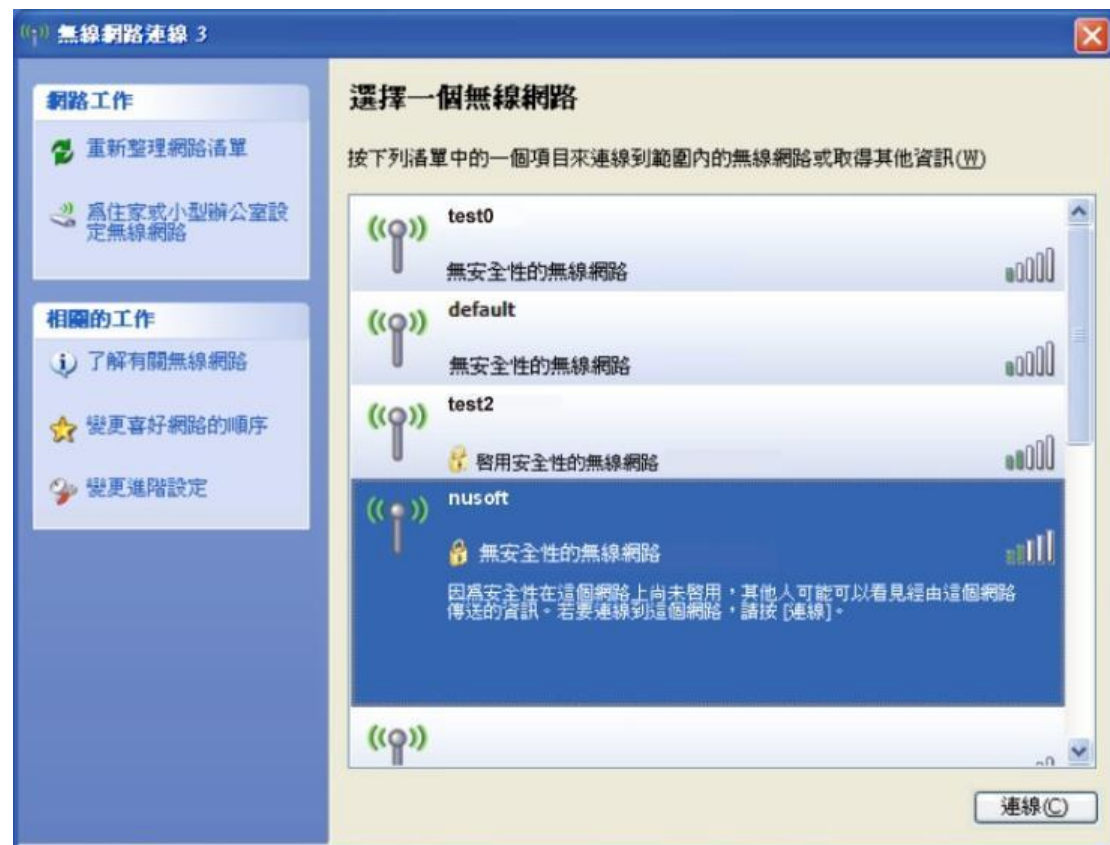 無線網路連線 3
網路工作
重新整理網路清單
為住家或小型辦公室設
定無線網路
相關的工作
了解有關無線網路
變更喜好網路的順序
變更進階設定
選擇一個無線網路
按下列清單中的一個項目來連線到範圍內的無線網路或取得其他資訊(W)
test0
無安全性的無線網路
default
無安全性的無線網路
test2
啟用安全性的無線網路
nusoft
無安全性的無線網路
因為安全性在這個網路上尚未啟用，其他人可能可以看見經由這個網路
傳送的資訊。若要連線到這個網路，請按 [連線]。
連線(C)